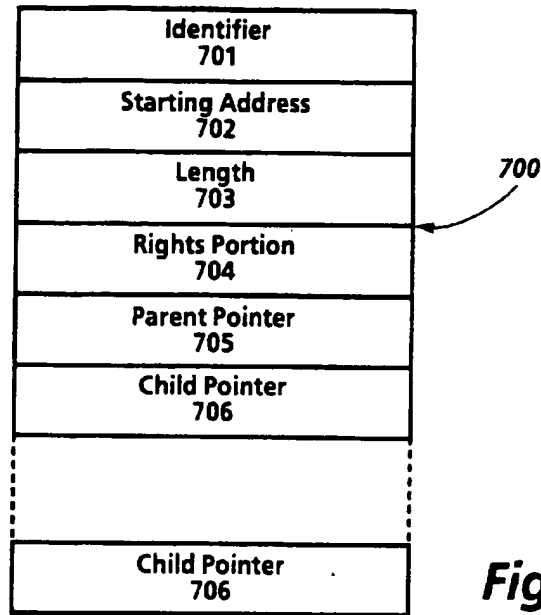 Identifier
701
Starting Address
702
Length
703
700
Rights Portion
704
Parent Pointer
705
Child Pointer
706
Child Pointer
706
Fig